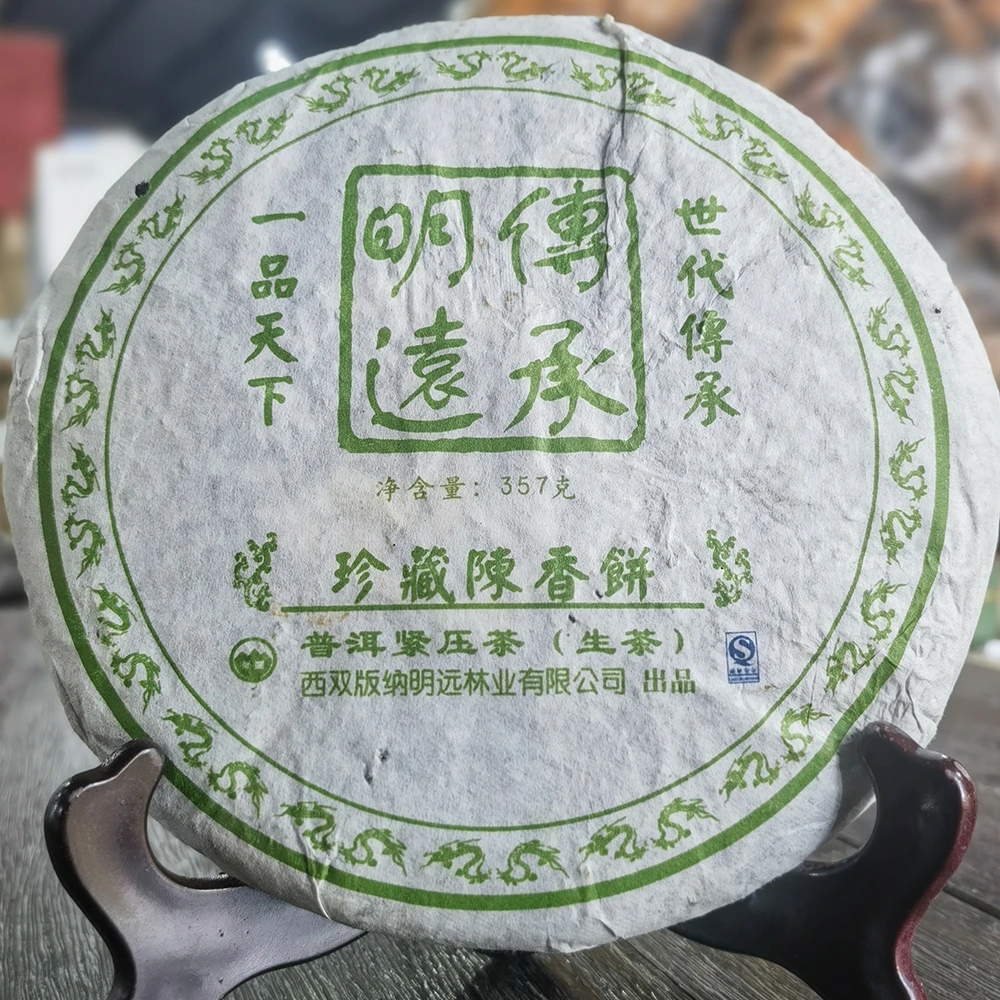 世代傳承
傳承
明遠
一品天下
净含量：357克
珍藏陳香餅
普洱紧压茶（生茶）
西双版纳明远林业有限公司 出品